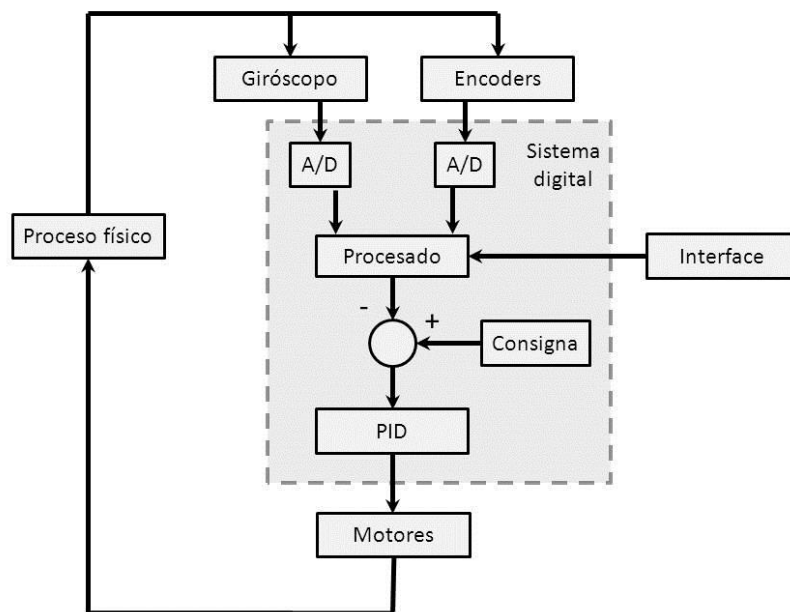 Giróscopo
Encoders
A/D
A/D
Sistema
digital
Proceso físico
Procesado
Interface
-
+
Consigna
PID
Motores